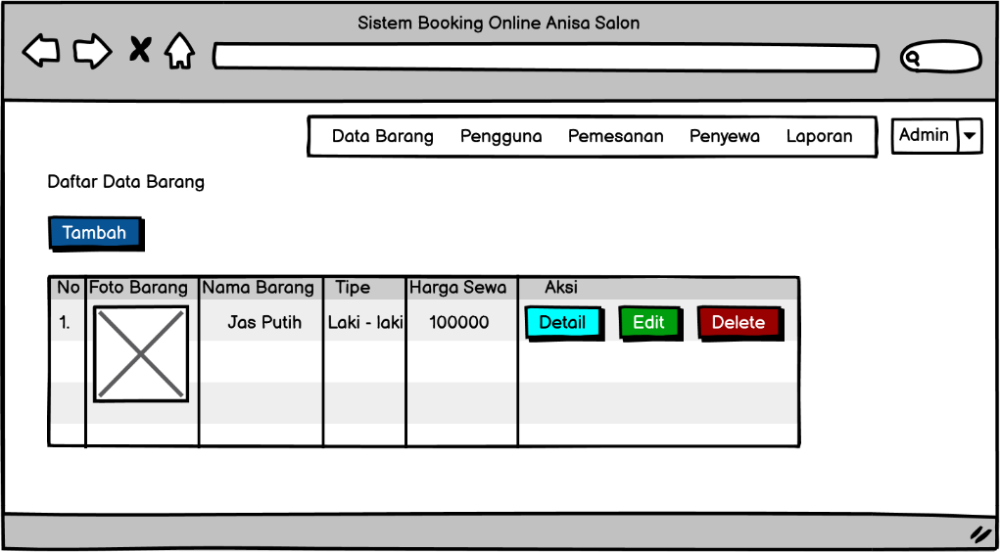 Sistem Booking Online Anisa Salon
Data Barang Pengguna Pemesanan Penyewa Laporan Admin
Daftar Data Barang
Tambah
No Foto Barang Nama Barang Tipe Harga Sewa Aksi
1. Jas Putih Laki - laki 100000 Detail Edit Delete